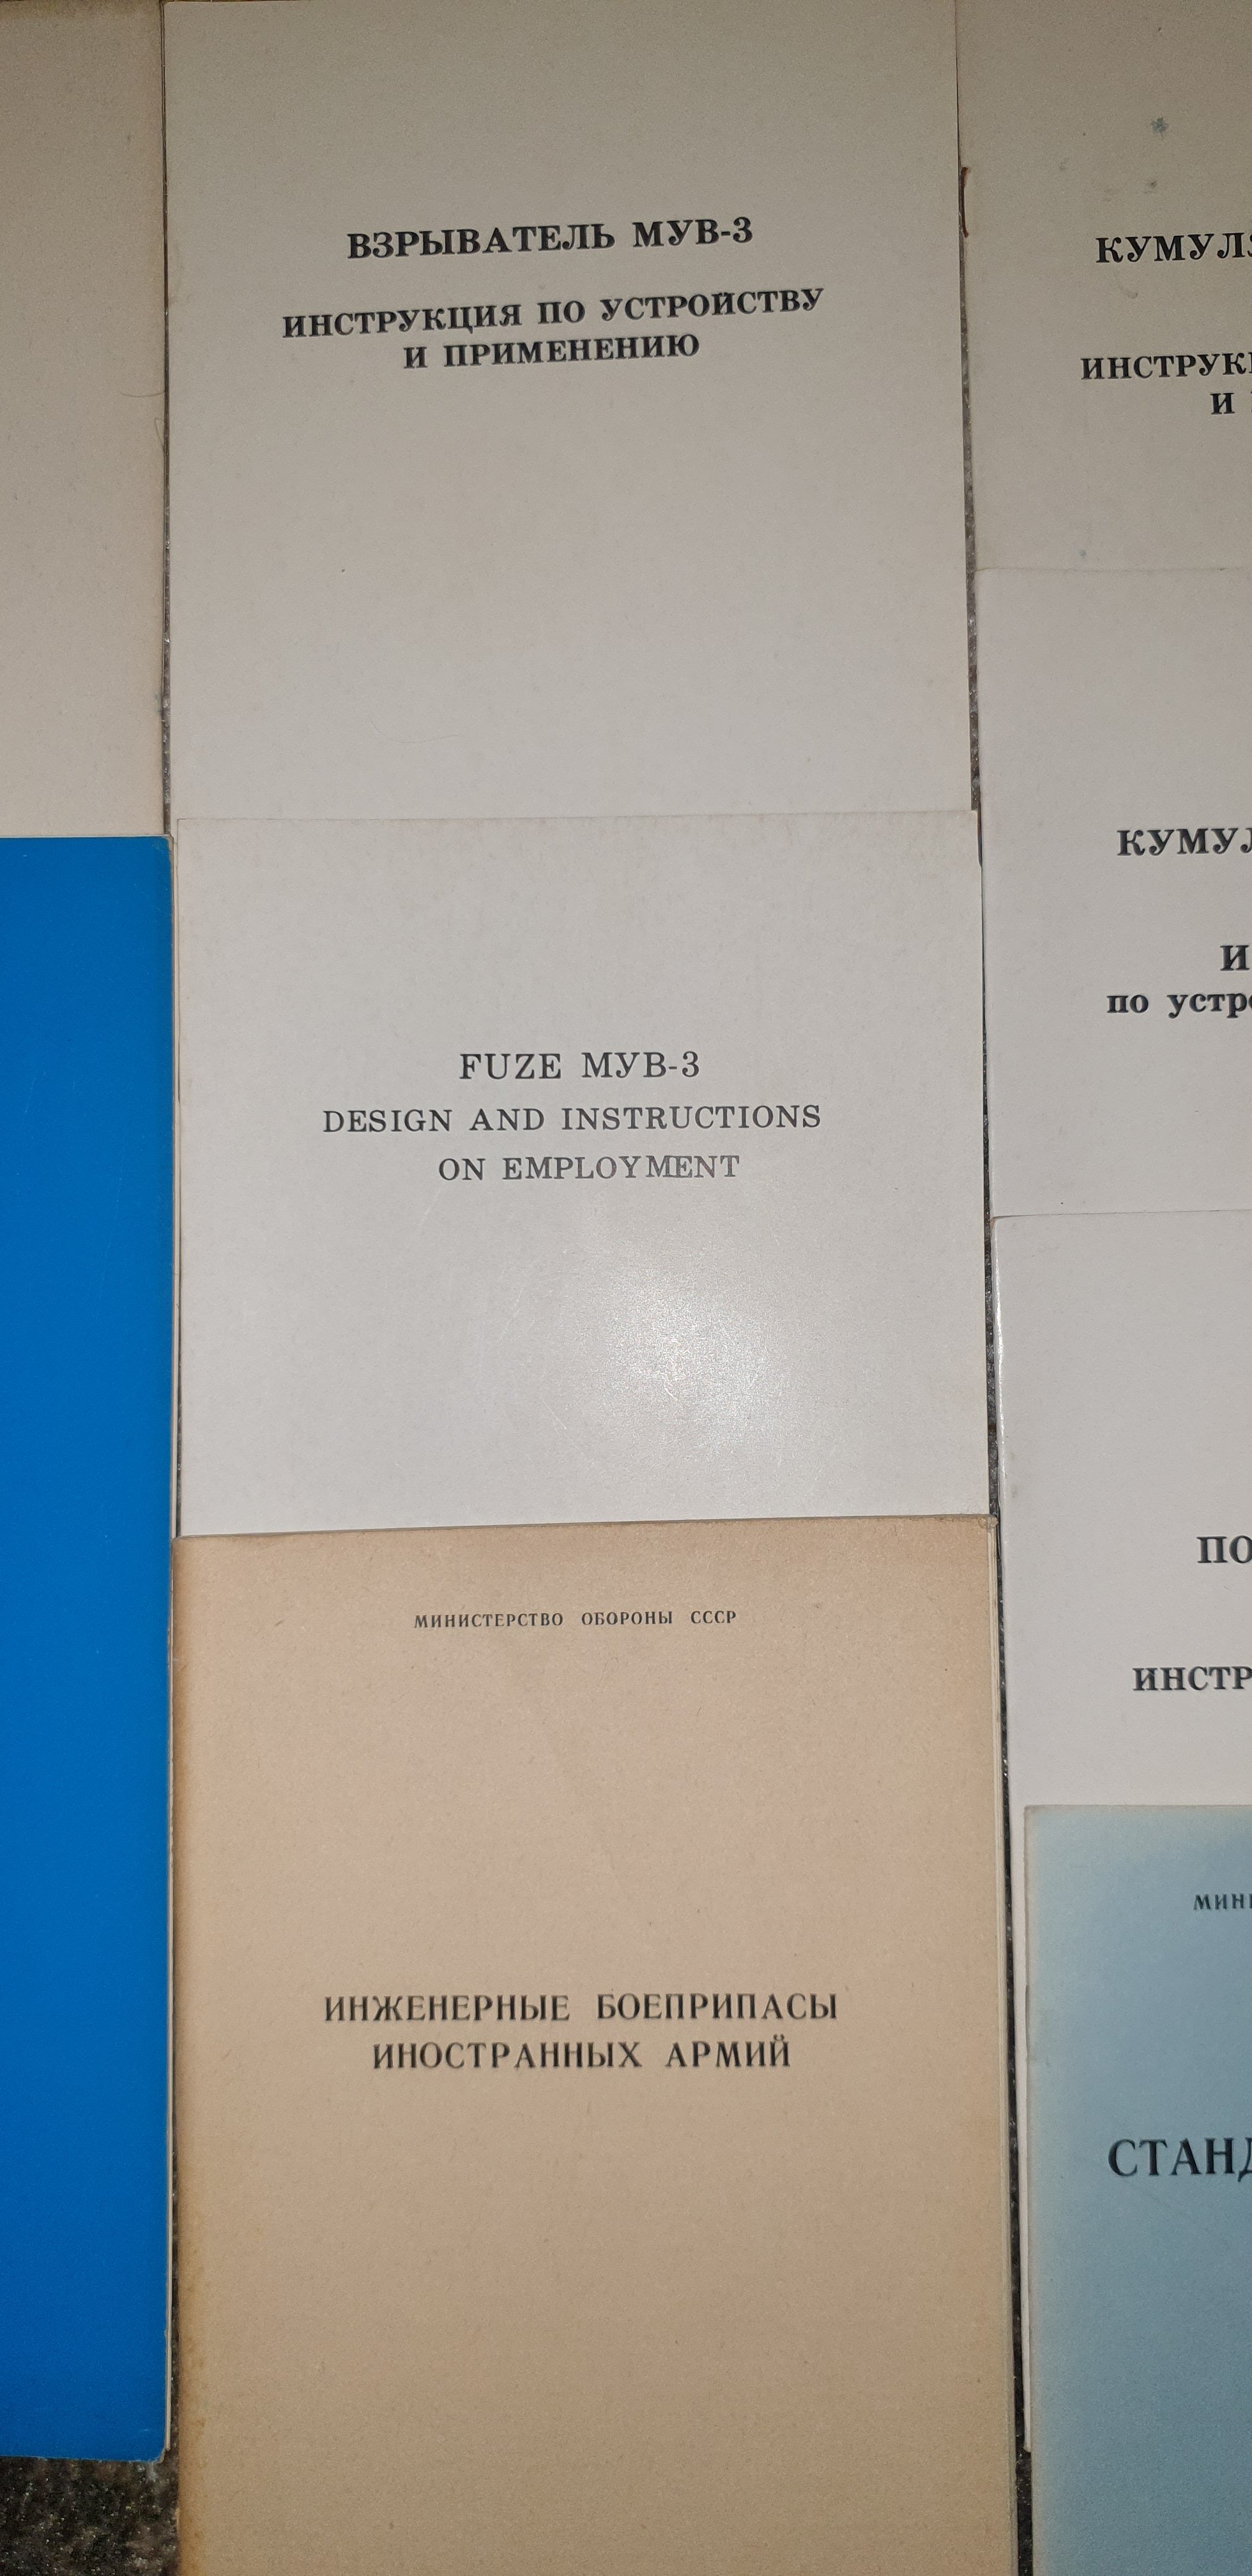 ВЗРЫВАТЕЛЬ МУВ-3
ИНСТРУКЦИЯ ПО УСТРОЙСТВУ
И ПРИМЕНЕНИЮ
FUZE МУВ-3
DESIGN AND INSTRUCTIONS
ON EMPLOYMENT
МИНИСТЕРСТВО ОБОРОНЫ СССР
ИНЖЕНЕРНЫЕ БОЕПРИПАСЫ
ИНОСТРАННЫХ АРМИЙ
И
по